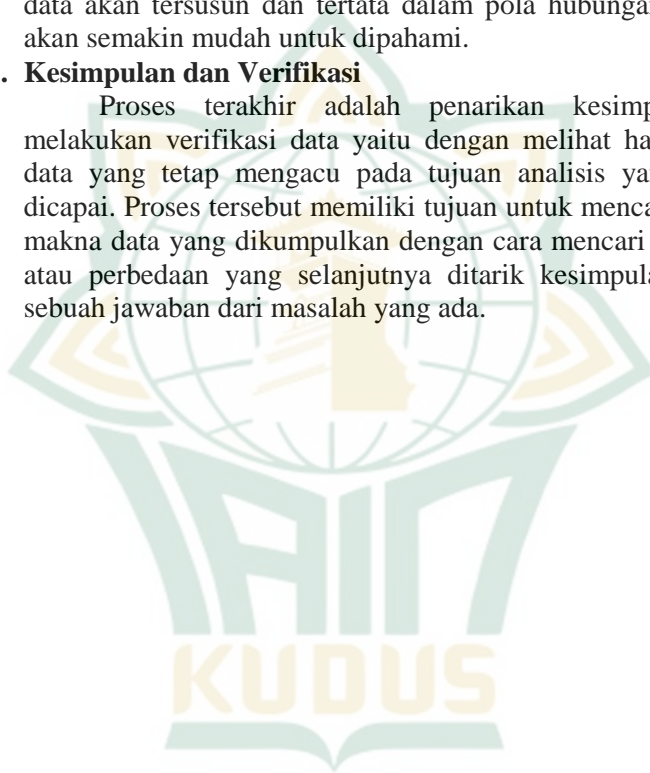 data akan tersusun dan tertata dalam pola hubungan
akan semakin mudah untuk dipahami.
. Kesimpulan dan Verifikasi
Proses terakhir adalah penarikan kesimp
melakukan verifikasi data yaitu dengan melihat ha
data yang tetap mengacu pada tujuan analisis ya
dicapai. Proses tersebut memiliki tujuan untuk menca
makna data yang dikumpulkan dengan cara mencari
atau perbedaan yang selanjutnya ditarik kesimpula
sebuah jawaban dari masalah yang ada.
IAIN
KUDUS